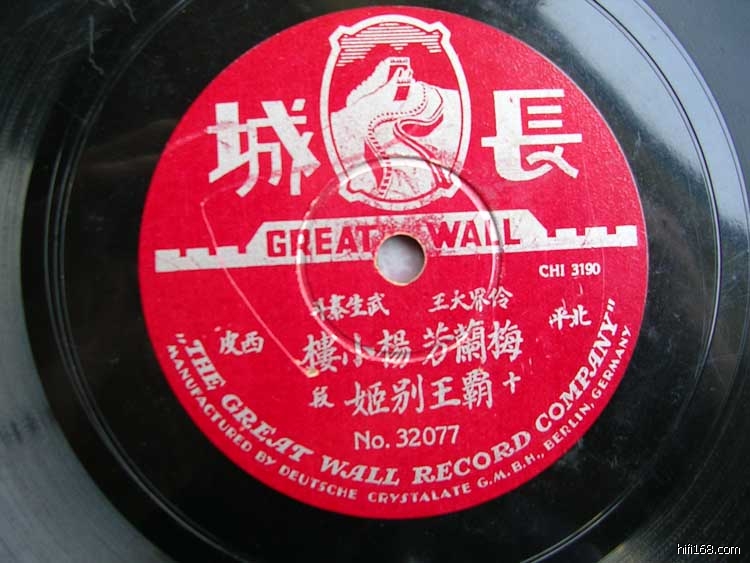 長城
GREAT WALL
CHI 3190
伶界大王 武生泰斗
北平 西皮
梅蘭芳 楊小樓
十 霸王别姬 段
No. 32077
"THE GREAT WALL RECORD COMPANY"
MANUFACTURED BY DEUTSCHE CRYSTALATE G.M.B.H., BERLIN, GERMANY
hifi168.com